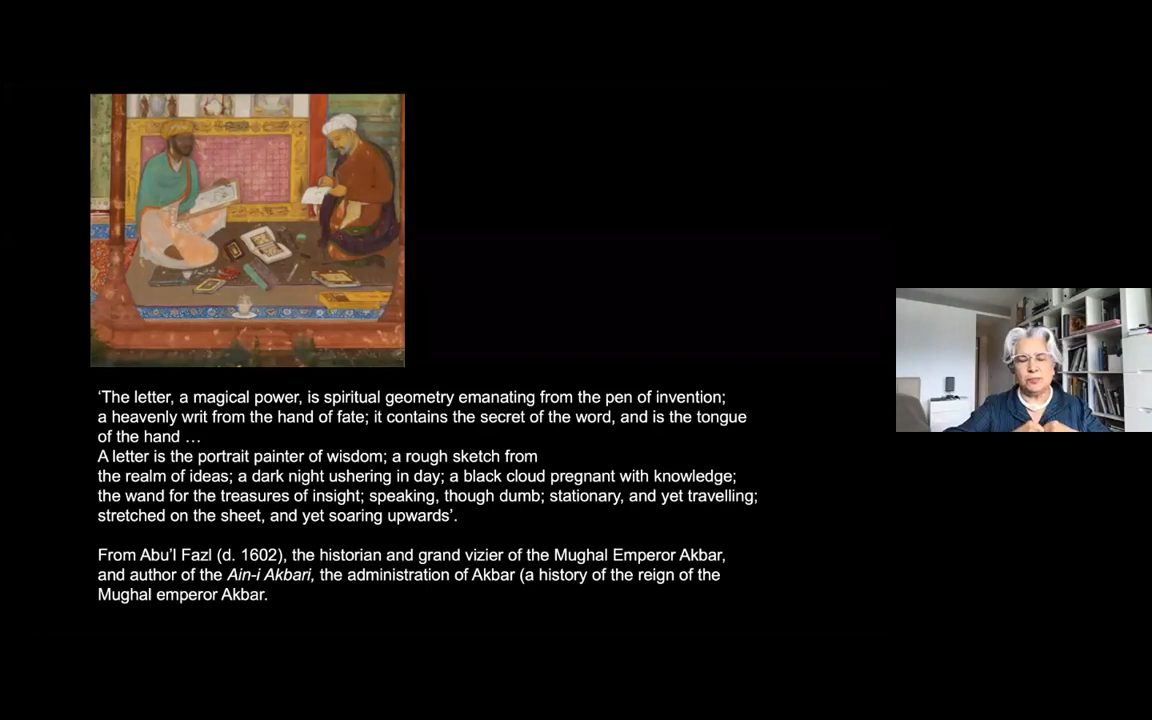 ‘The letter, a magical power, is spiritual geometry emanating from the pen of invention;
a heavenly writ from the hand of fate; it contains the secret of the word, and is the tongue
of the hand …
A letter is the portrait painter of wisdom; a rough sketch from
the realm of ideas; a dark night ushering in day; a black cloud pregnant with knowledge;
the wand for the treasures of insight; speaking, though dumb; stationary, and yet travelling;
stretched on the sheet, and yet soaring upwards’.
From Abu’l Fazl (d. 1602), the historian and grand vizier of the Mughal Emperor Akbar,
and author of the Ain-i Akbari, the administration of Akbar (a history of the reign of the
Mughal emperor Akbar.